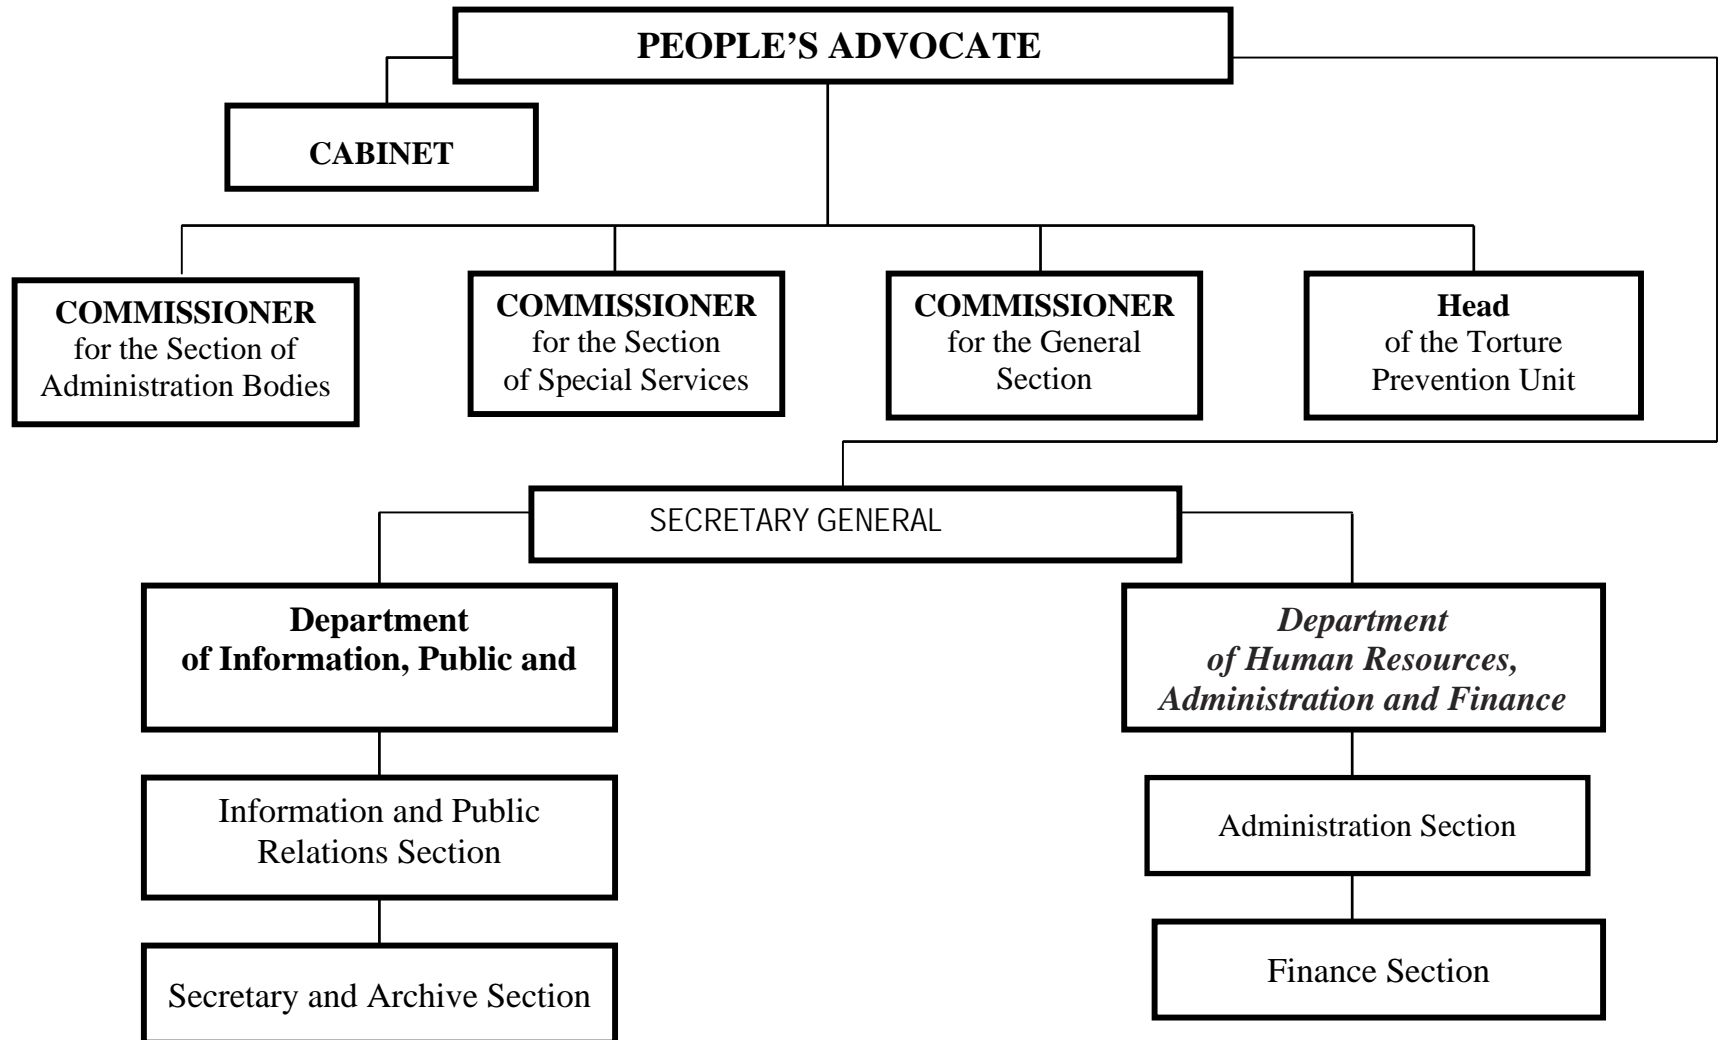 PEOPLE’S ADVOCATE
CABINET
COMMISSIONER
for the Section of
Administration Bodies
COMMISSIONER
for the Section
of Special Services
COMMISSIONER
for the General
Section
Head
of the Torture
Prevention Unit
SECRETARY GENERAL
Department
of Information, Public and
Department
of Human Resources,
Administration and Finance
Information and Public
Relations Section
Administration Section
Secretary and Archive Section
Finance Section